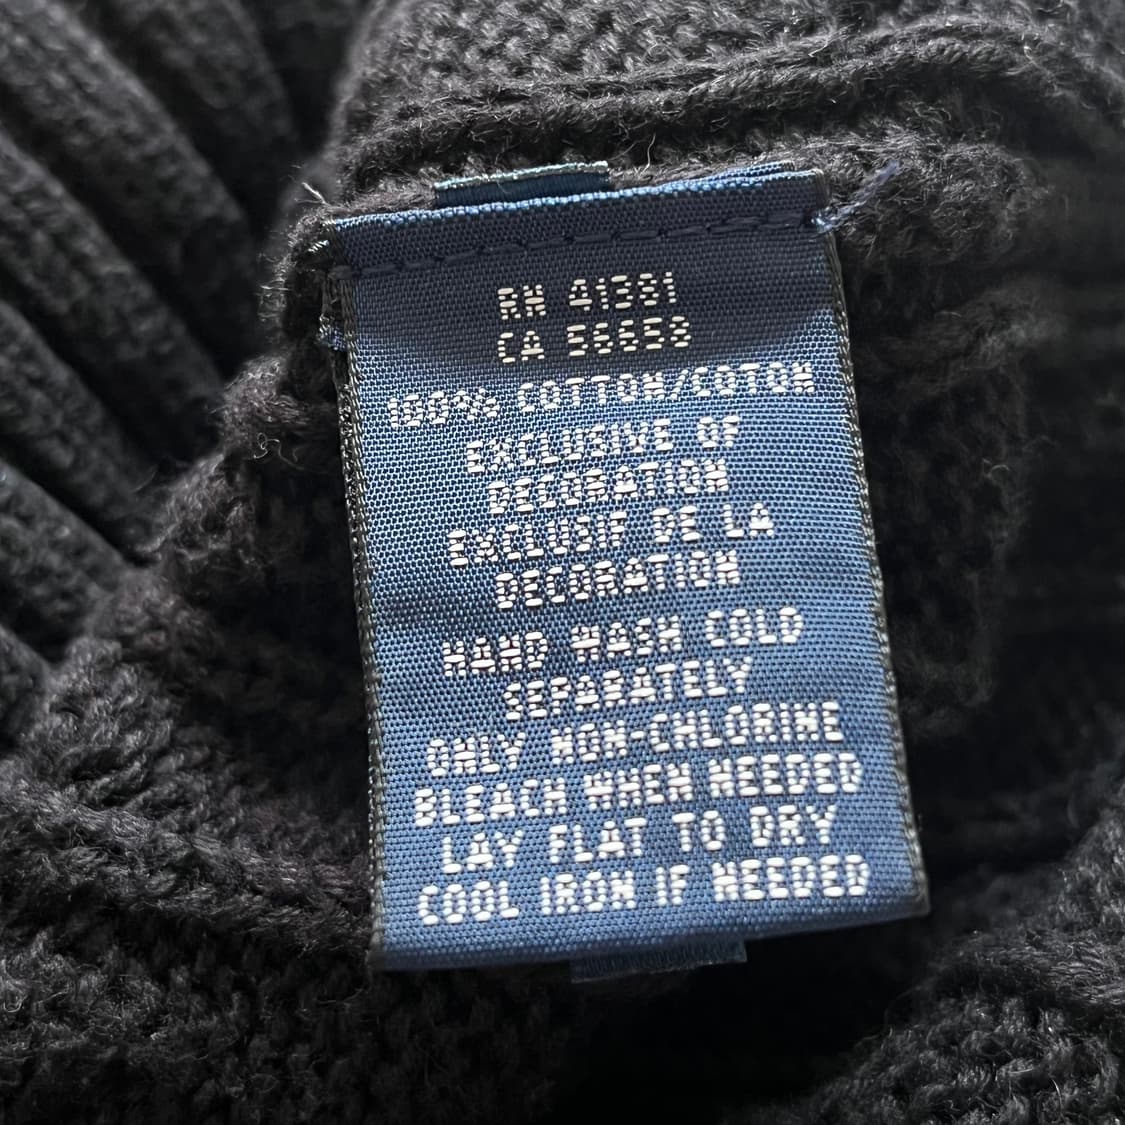 RN 41381
CA 56658
100% COTTON/COTON
EXCLUSIVE OF
DECORATION
EXCLUSIF DE LA
DECORATION
HAND WASH COLD
SEPARATELY
ONLY NON-CHLORINE
BLEACH WHEN NEEDED
LAY FLAT TO DRY
COOL IRON IF NEEDED